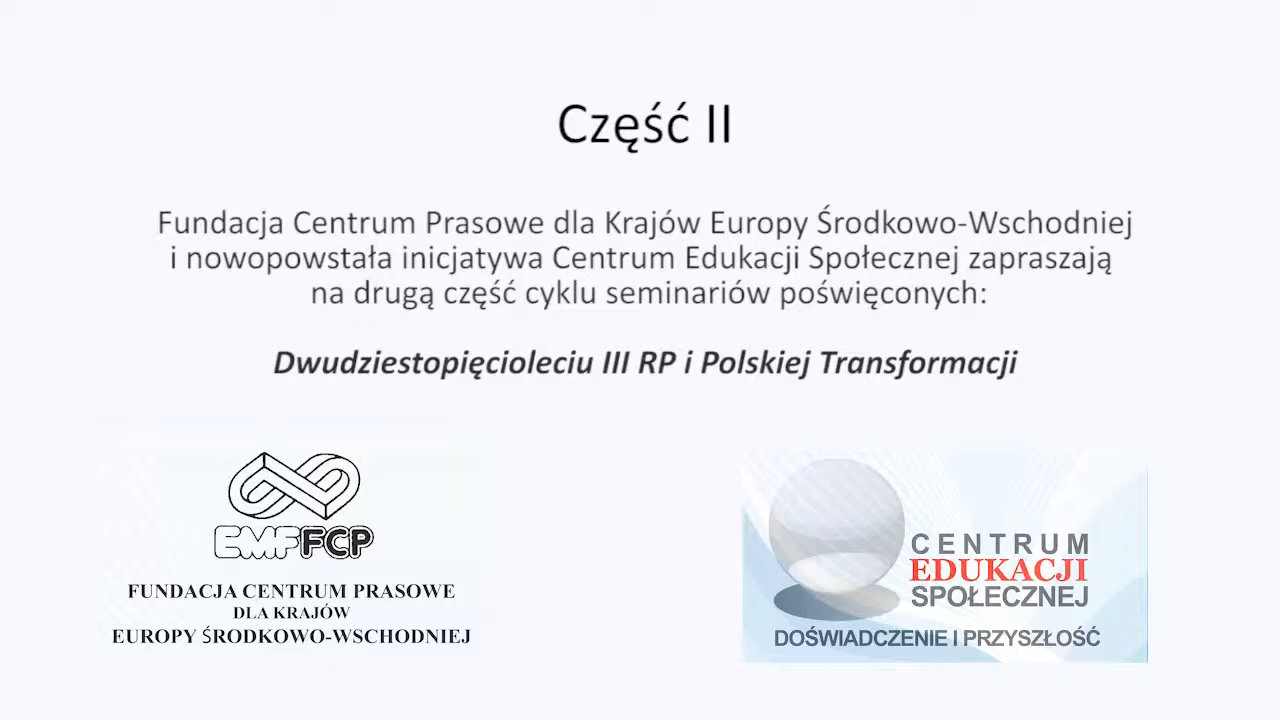 Część II
Fundacja Centrum Prasowe dla Krajów Europy Środkowo-Wschodniej
i nowopowstała inicjatywa Centrum Edukacji Społecznej zapraszają
na drugą część cyklu seminariów poświęconych:
Dwudziestopięcioleciu III RP i Polskiej Transformacji
EMFFCP
FUNDACJA CENTRUM PRASOWE
DLA KRAJÓW
EUROPY ŚRODKOWO-WSCHODNIEJ
CENTRUM
EDUKACJI
SPOŁECZNEJ
DOŚWIADCZENIE I PRZYSZŁOŚĆ